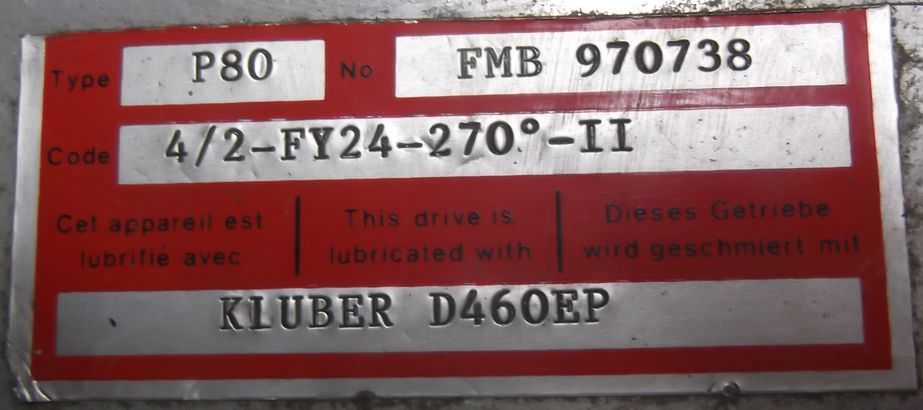 Type P80 No FMB 970738
Code 4/2-FY24-270°-II
Cet appareil est
lubrifié avec
This drive is
lubricated with
Dieses Getriebe
wird geschmiert mit
KLUBER D460EP